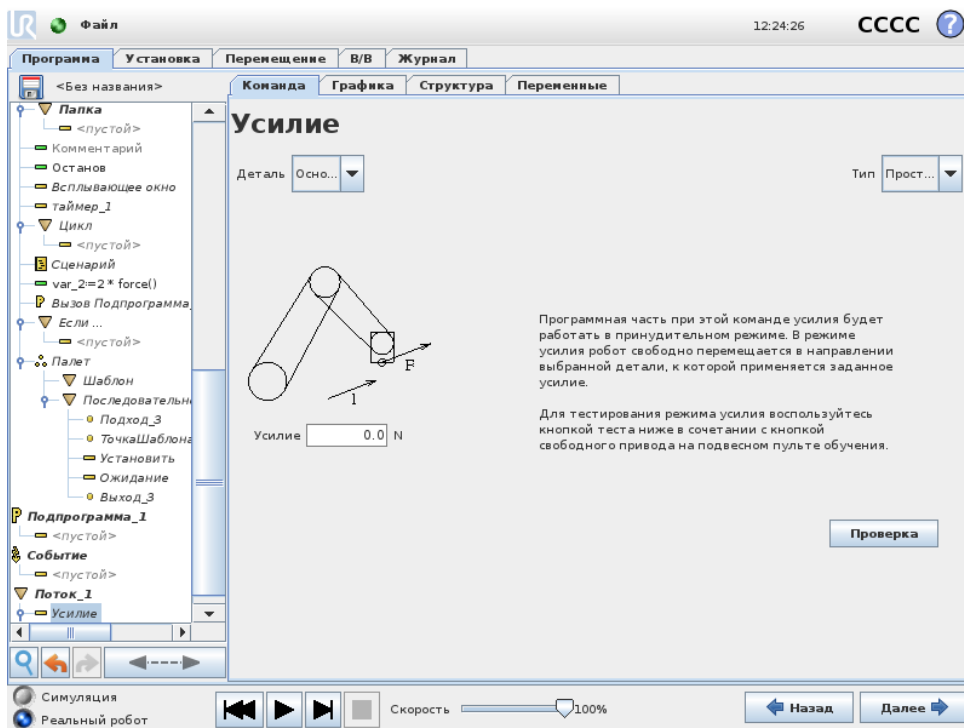 UR
Файл
12:24:26
CCCC
?
Программа
Установка
Перемещение
В/В
Журнал
<Без названия>
Команда
Графика
Структура
Переменные
Папка
<пустой>
Комментарий
Останов
Всплывающее окно
таймер_1
Цикл
<пустой>
Сценарий
var_2:=2 * force()
Вызов Подпрограмма_
Если ...
<пустой>
Палет
Шаблон
Последовательн
Подход_3
ТочкаШаблона
Установить
Ожидание
Выход_3
Подпрограмма_1
<пустой>
Событие
<пустой>
Поток_1
Усилие
Усилие
Деталь
Осно...
Тип
Прост...
F
1
Усилие
0.0
N
Программная часть при этой команде усилия будет
работать в принудительном режиме. В режиме
усилия робот свободно перемещается в направлении
выбранной детали, к которой применяется заданное
усилие.
Для тестирования режима усилия воспользуйтесь
кнопкой теста ниже в сочетании с кнопкой
свободного привода на подвесном пульте обучения.
Проверка
Симуляция
Реальный робот
Скорость
100%
Назад
Далее